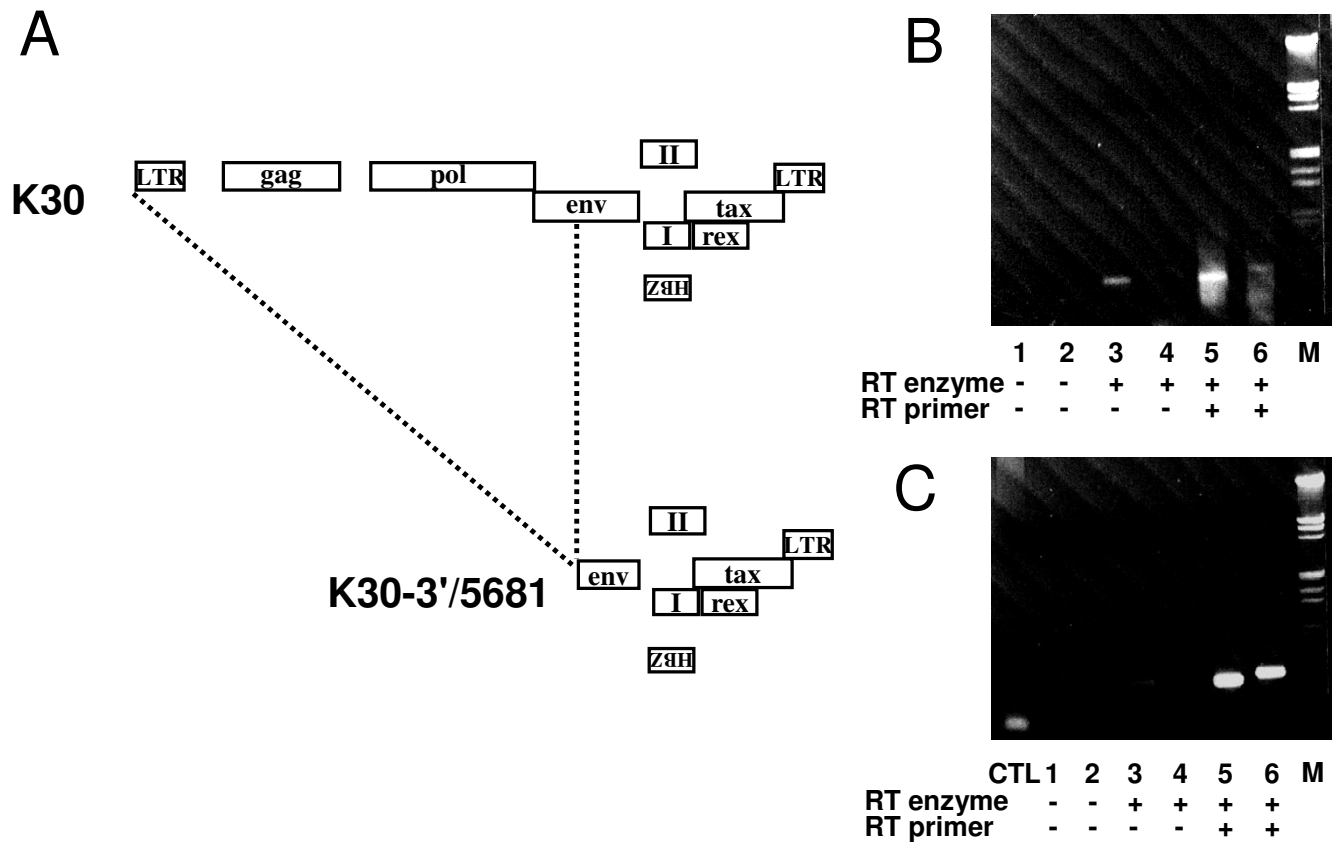 A
K30
LTR
gag
pol
env
II
I
tax
rex
LTR
HBZ
K30-3'/5681
env
II
I
tax
rex
LTR
HBZ
B
1 2 3 4 5 6 M
RT enzyme - - + + + +
RT primer - - - - + +
C
CTL 1 2 3 4 5 6 M
RT enzyme - - + + + +
RT primer - - - - + +